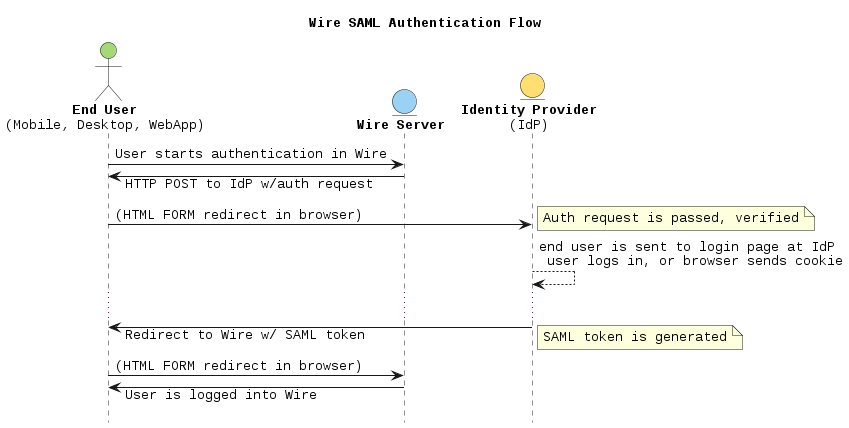 Wire SAML Authentication Flow
End User
(Mobile, Desktop, WebApp)
Wire Server
Identity Provider
(IdP)
User starts authentication in Wire
HTTP POST to IdP w/auth request
(HTML FORM redirect in browser)
Auth request is passed, verified
end user is sent to login page at IdP
user logs in, or browser sends cookie
Redirect to Wire w/ SAML token
SAML token is generated
(HTML FORM redirect in browser)
User is logged into Wire